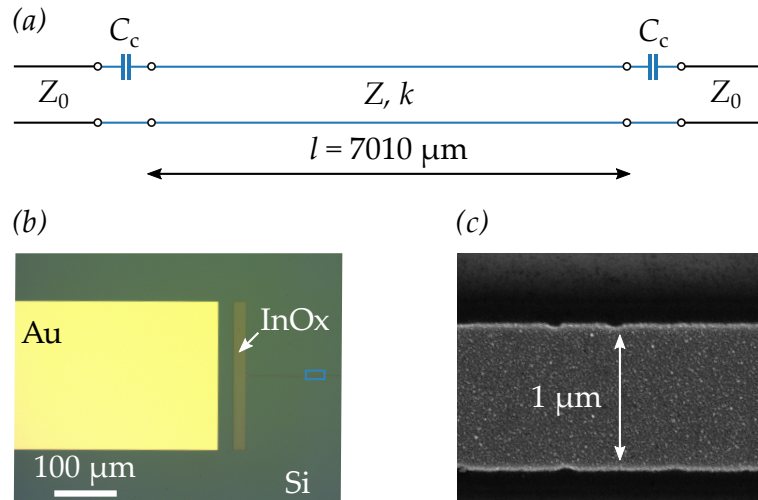 (a)
C_c
C_c
Z_0
Z, k
Z_0
l = 7010 µm
(b)
(c)
Au
InOx
1 µm
100 µm
Si